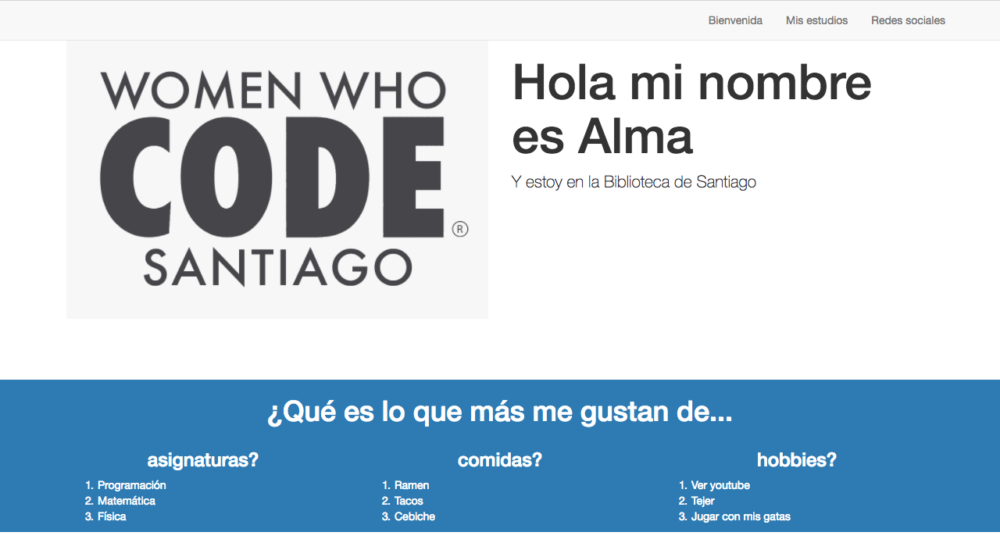 Bienvenida Mis estudios Redes sociales
WOMEN WHO
CODE®
SANTIAGO
Hola mi nombre
es Alma
Y estoy en la Biblioteca de Santiago
¿Qué es lo que más me gustan de...
asignaturas?
1. Programación
2. Matemática
3. Física
comidas?
1. Ramen
2. Tacos
3. Cebiche
hobbies?
1. Ver youtube
2. Tejer
3. Jugar con mis gatas